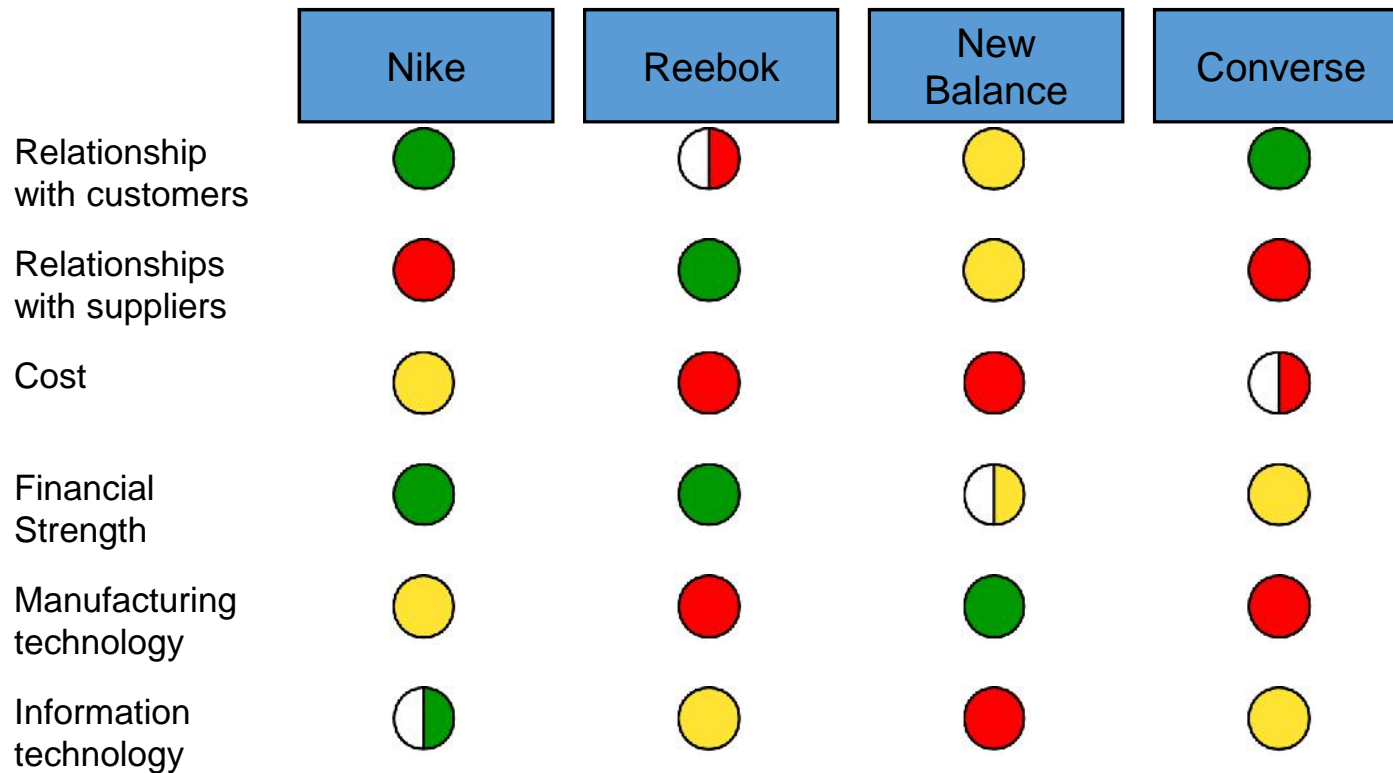 Nike
Reebok
New
Balance
Converse
Relationship
with customers
Relationships
with suppliers
Cost
Financial
Strength
Manufacturing
technology
Information
technology